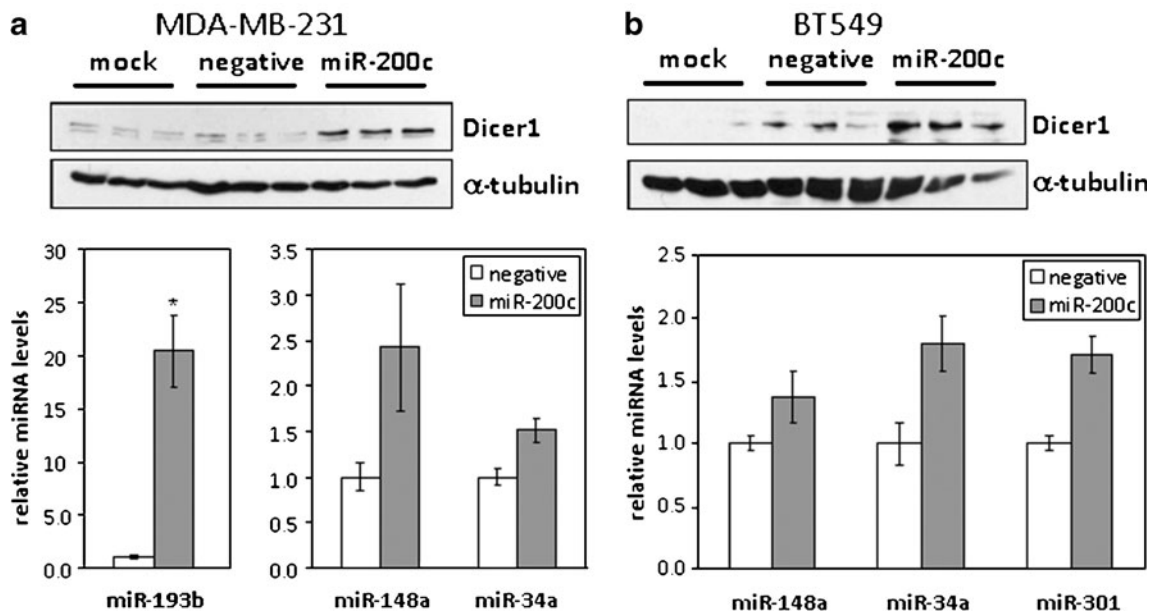 a MDA-MB-231
mock negative miR-200c
Dicer1
α-tubulin
relative miRNA levels
30
25
20
15
10
5.0
0.0
miR-193b
*
3.5
3.0
2.5
2.0
1.5
1.0
0.5
0.0
negative
miR-200c
miR-148a miR-34a
b BT549
mock negative miR-200c
Dicer1
α-tubulin
relative miRNA levels
2.5
2.0
1.5
1.0
0.5
0.0
negative
miR-200c
miR-148a miR-34a miR-301